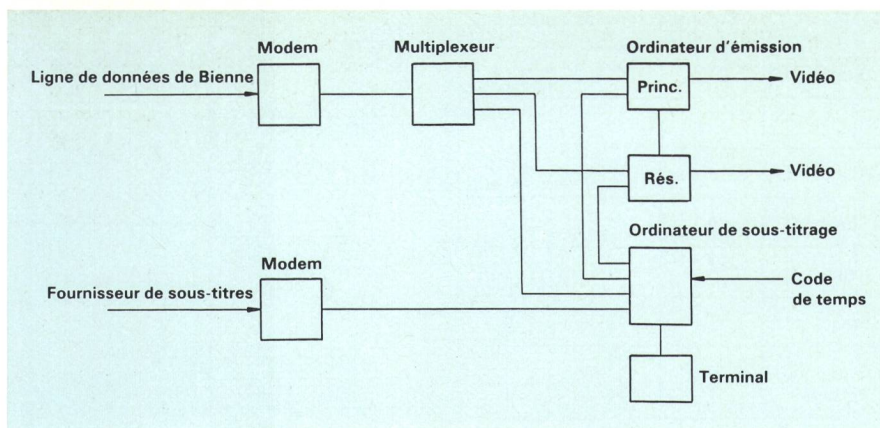 Modem
Multiplexeur
Ordinateur d'émission
Ligne de données de Bienne
Princ.
Vidéo
Rés.
Vidéo
Ordinateur de sous-titrage
Modem
Fournisseur de sous-titres
Code
de temps
Terminal